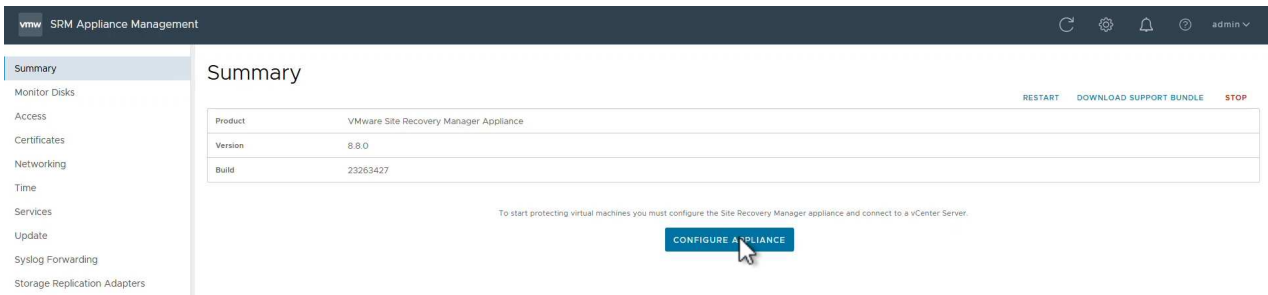 vmw SRM Appliance Management admin
Summary
Monitor Disks
Access
Certificates
Networking
Time
Services
Update
Syslog Forwarding
Storage Replication Adapters
Summary
RESTART DOWNLOAD SUPPORT BUNDLE STOP
Product VMware Site Recovery Manager Appliance
Version 8.8.0
Build 23263427
To start protecting virtual machines you must configure the Site Recovery Manager appliance and connect to a vCenter Server.
CONFIGURE APPLIANCE